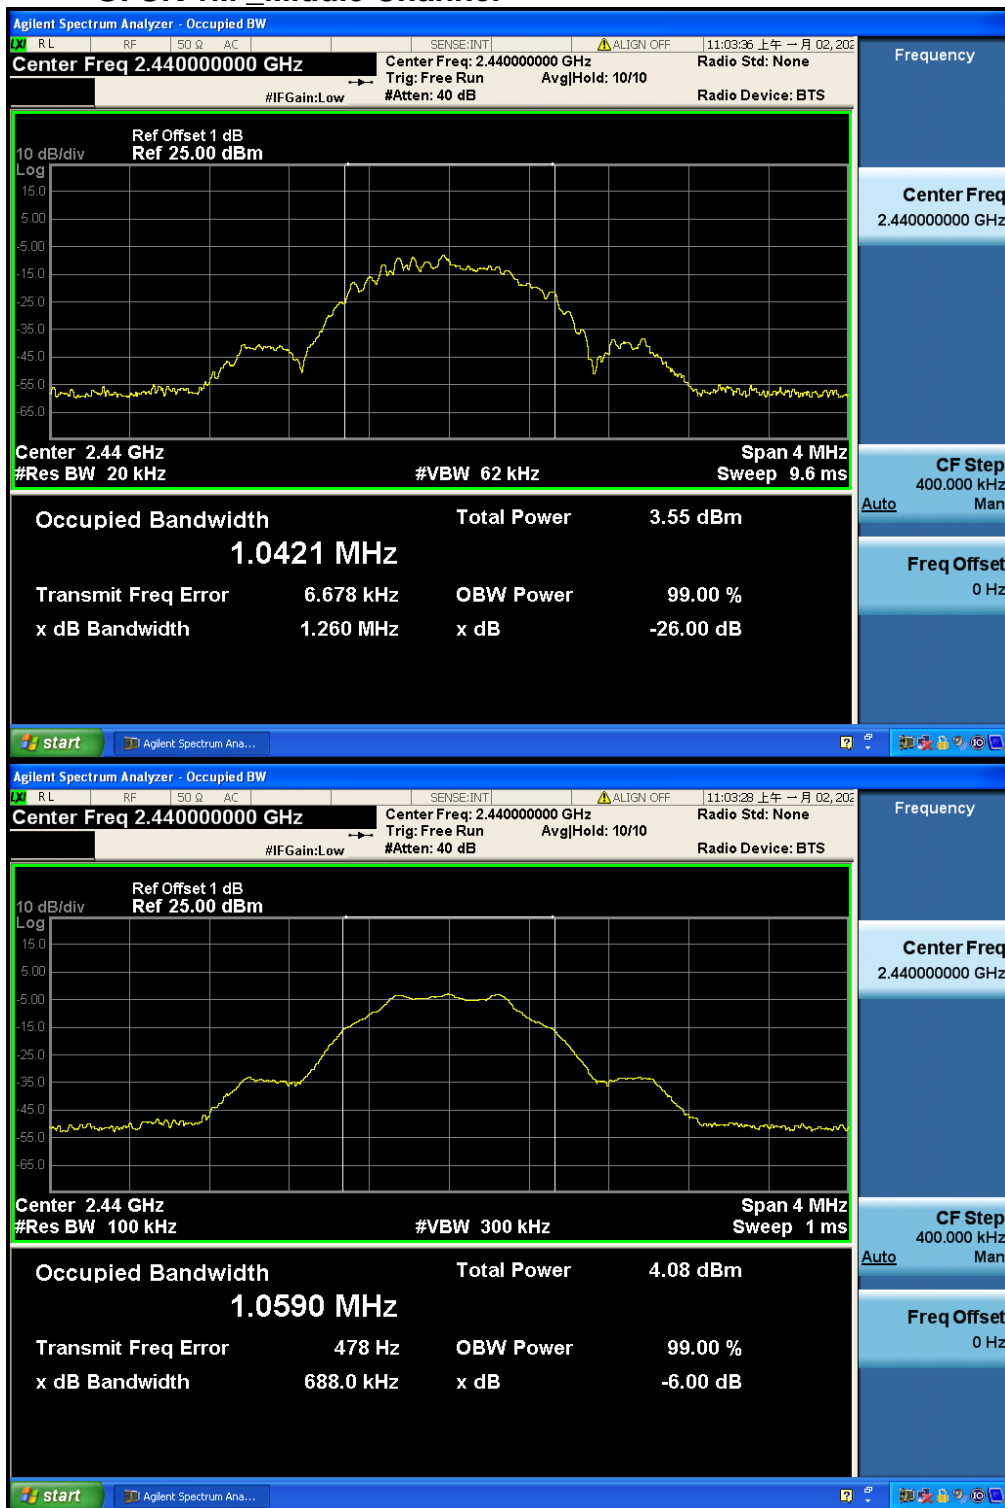 Agilent Spectrum Analyzer - Occupied BW
LXI RL RF 50 Ω AC SENSE:INT ALIGN OFF 11:03:36 上午 一月 02, 202
Center Freq 2.440000000 GHz
Center Freq: 2.440000000 GHz
Radio Std: None
Trig: Free Run Avg|Hold: 10/10
#IFGain:Low #Atten: 40 dB Radio Device: BTS
Frequency
Ref Offset 1 dB
10 dB/div Ref 25.00 dBm
Log
15.0
5.00
-5.00
-15.0
-25.0
-35.0
-45.0
-55.0
-65.0
Center 2.44 GHz Span 4 MHz
#Res BW 20 kHz #VBW 62 kHz Sweep 9.6 ms
Occupied Bandwidth Total Power 3.55 dBm
1.0421 MHz
Transmit Freq Error 6.678 kHz OBW Power 99.00 %
x dB Bandwidth 1.260 MHz x dB -26.00 dB
Center Freq
2.440000000 GHz
CF Step
400.000 kHz
Auto Man
Freq Offset
0 Hz
start Agilent Spectrum Ana...
Agilent Spectrum Analyzer - Occupied BW
LXI RL RF 50 Ω AC SENSE:INT ALIGN OFF 11:03:28 上午 一月 02, 202
Center Freq 2.440000000 GHz
Center Freq: 2.440000000 GHz
Radio Std: None
Trig: Free Run Avg|Hold: 10/10
#IFGain:Low #Atten: 40 dB Radio Device: BTS
Frequency
Ref Offset 1 dB
10 dB/div Ref 25.00 dBm
Log
15.0
5.00
-5.00
-15.0
-25.0
-35.0
-45.0
-55.0
-65.0
Center 2.44 GHz Span 4 MHz
#Res BW 100 kHz #VBW 300 kHz Sweep 1 ms
Occupied Bandwidth Total Power 4.08 dBm
1.0590 MHz
Transmit Freq Error 478 Hz OBW Power 99.00 %
x dB Bandwidth 688.0 kHz x dB -6.00 dB
Center Freq
2.440000000 GHz
CF Step
400.000 kHz
Auto Man
Freq Offset
0 Hz
start Agilent Spectrum Ana...